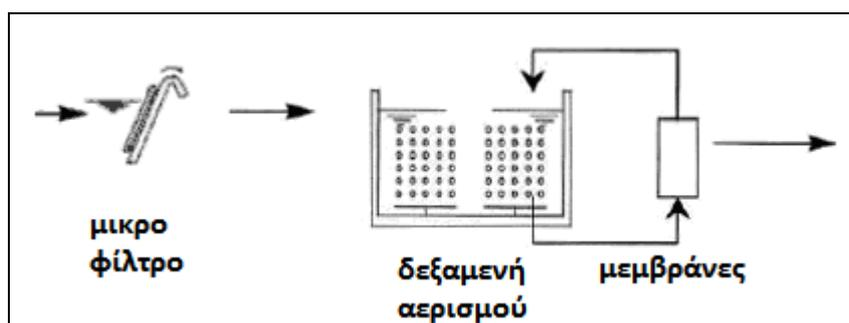 μικρο
φίλτρο
δεξαμενή
αερισμού
μεμβράνες